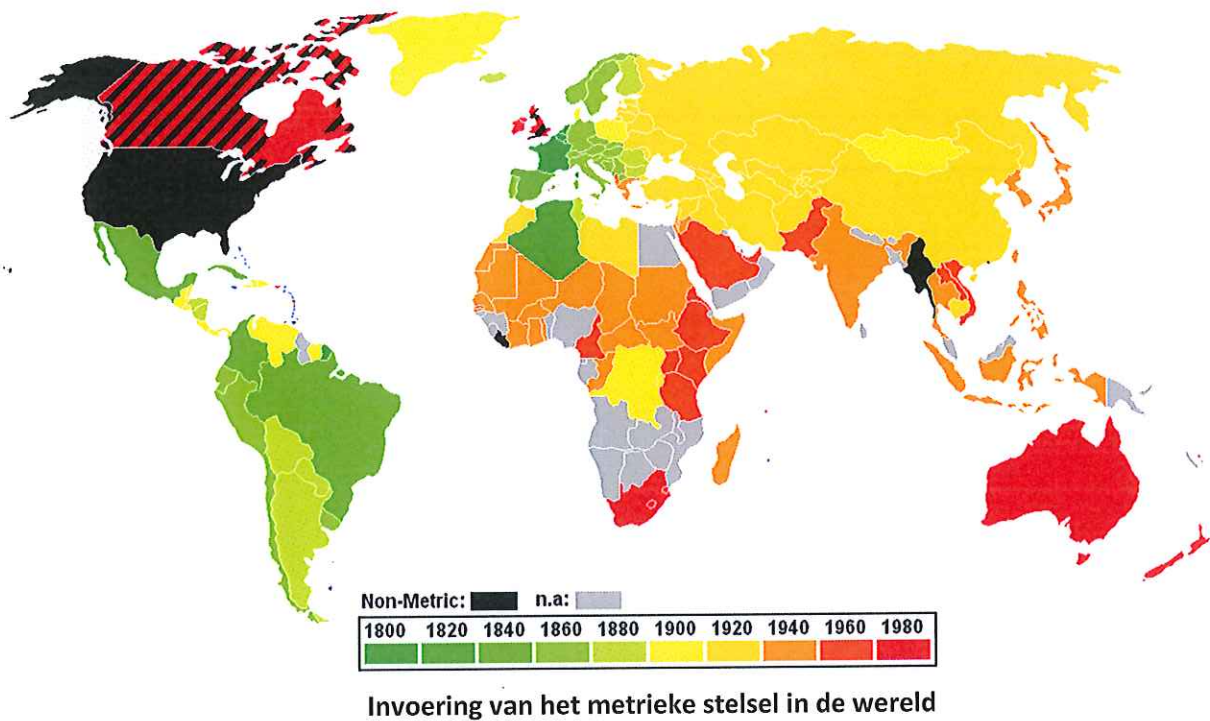 Non-Metric: n.a:
1800 1820 1840 1860 1880 1900 1920 1940 1960 1980
Invoering van het metrieke stelsel in de wereld